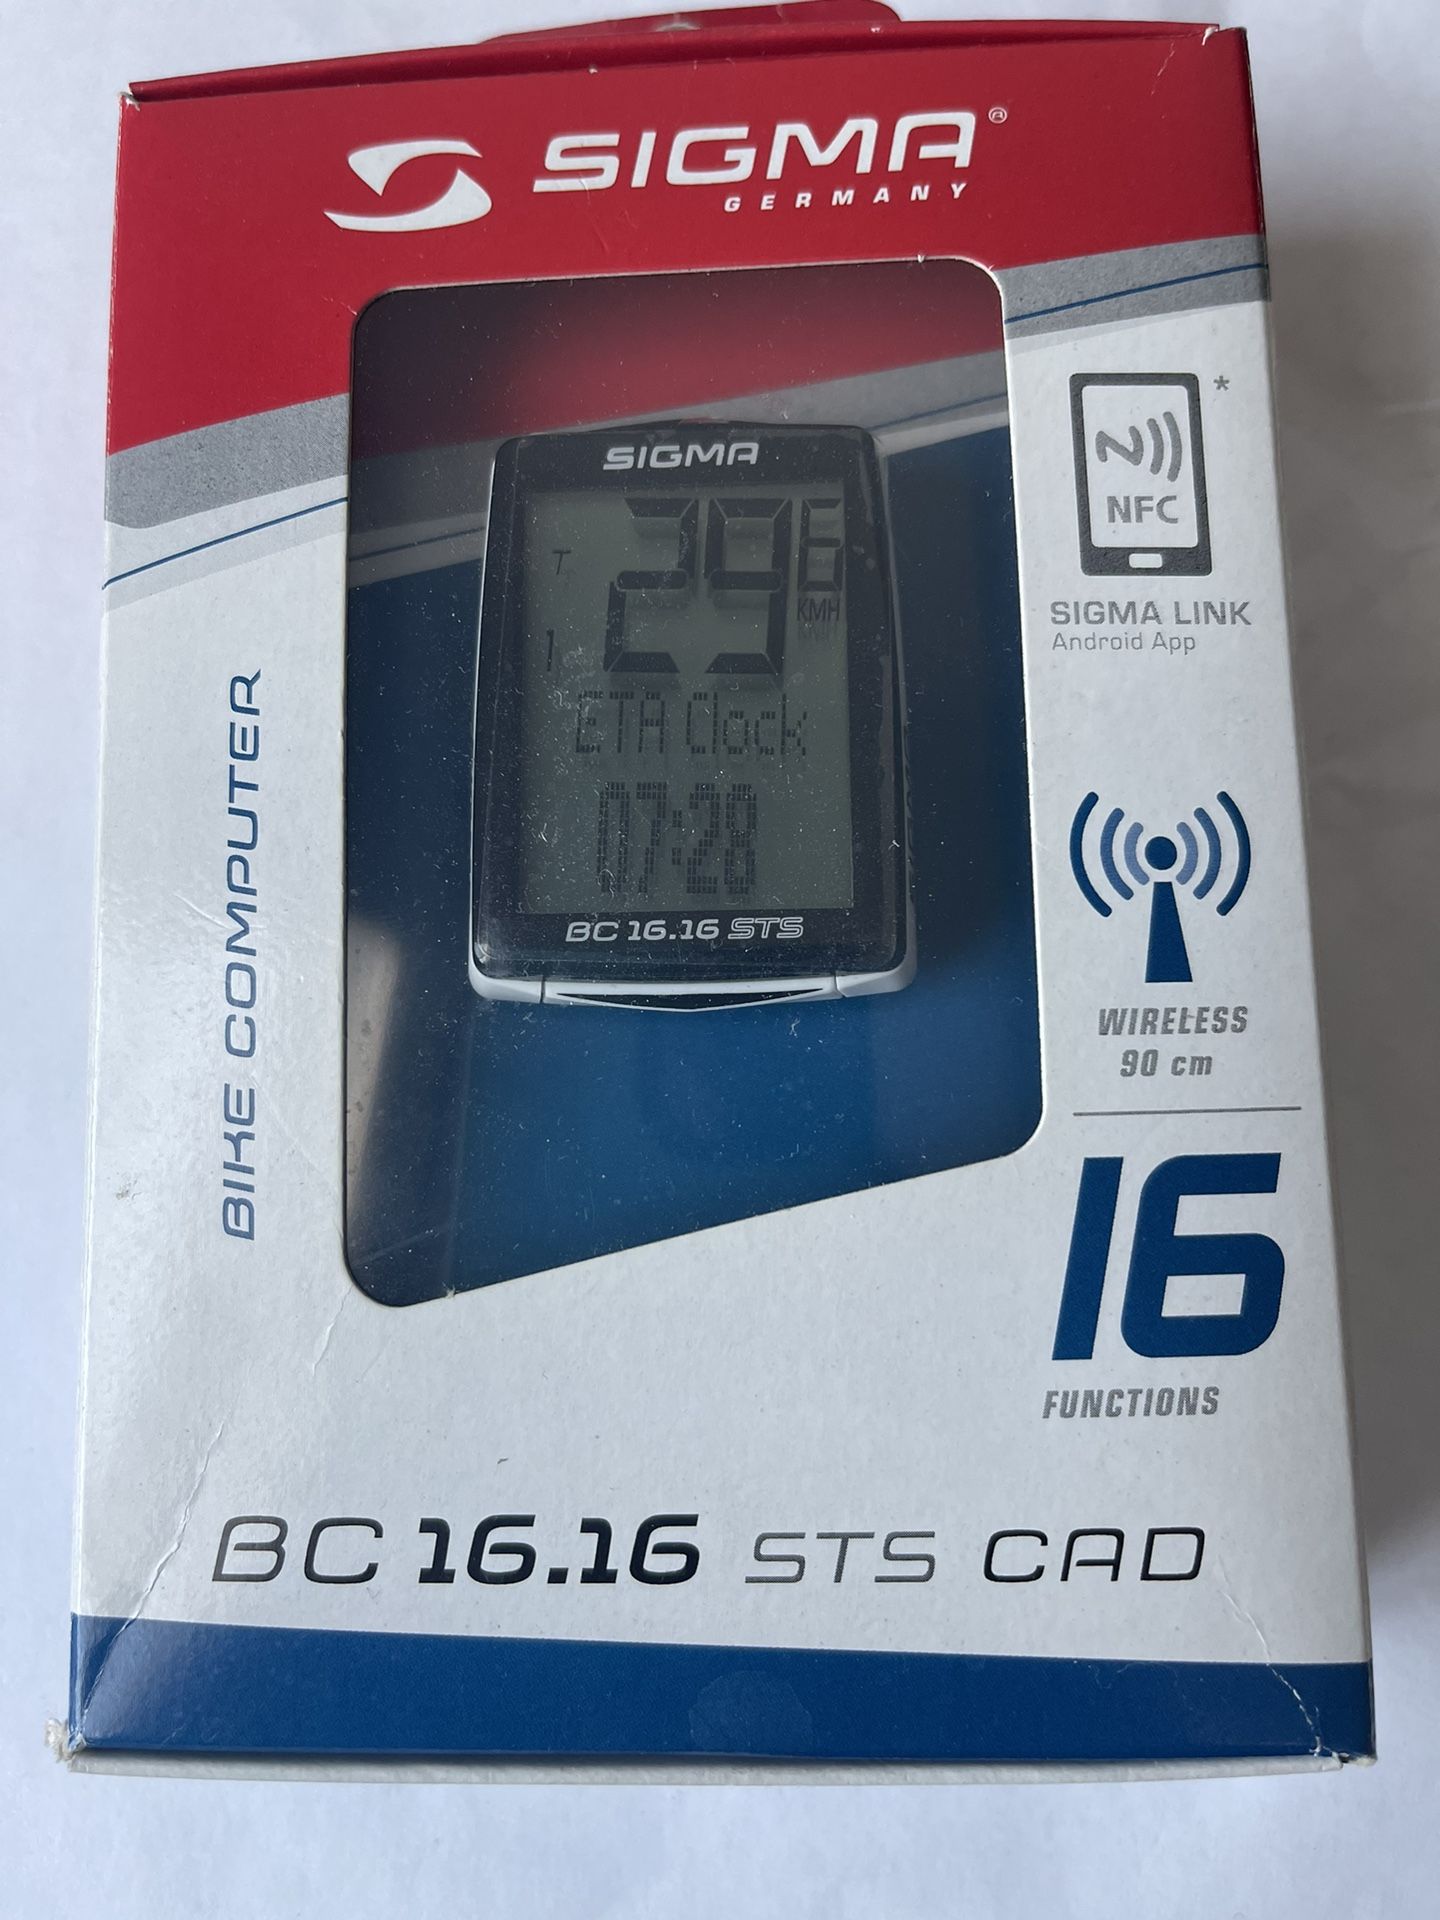 SIGMA®
GERMANY
SIGMA
T
29
KMH
1
ETA Clock
07:28
BC 16.16 STS
BIKE COMPUTER
*
N
NFC
SIGMA LINK
Android App
WIRELESS
90 cm
16
FUNCTIONS
BC 16.16 STS CAD